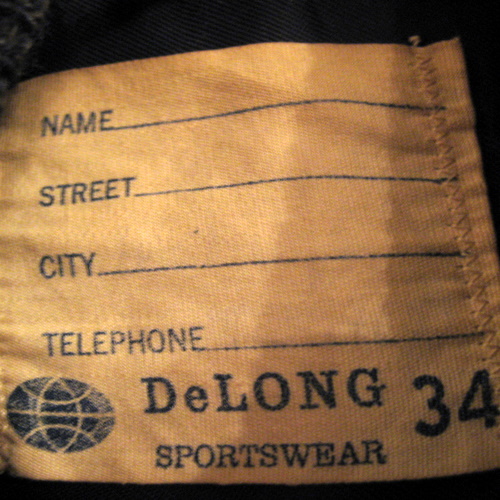 NAME
STREET
CITY
TELEPHONE
DeLONG 34
SPORTSWEAR